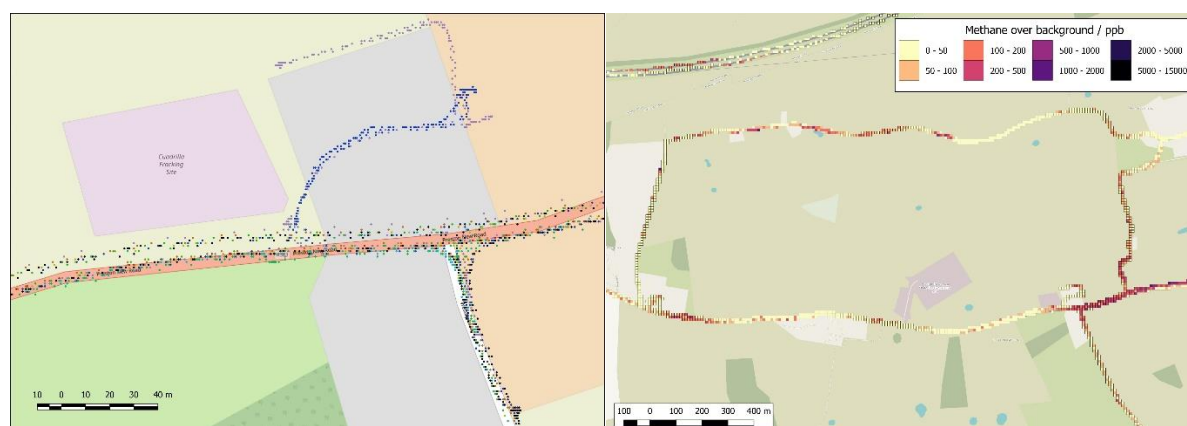 Cuadrilla
Fracking
Site
10 0 10 20 30 40 m
Methane over background / ppb
0 - 50
100 - 200
500 - 1000
2000 - 5000
50 - 100
200 - 500
1000 - 2000
5000 - 15000
100 0 100 200 300 400 m